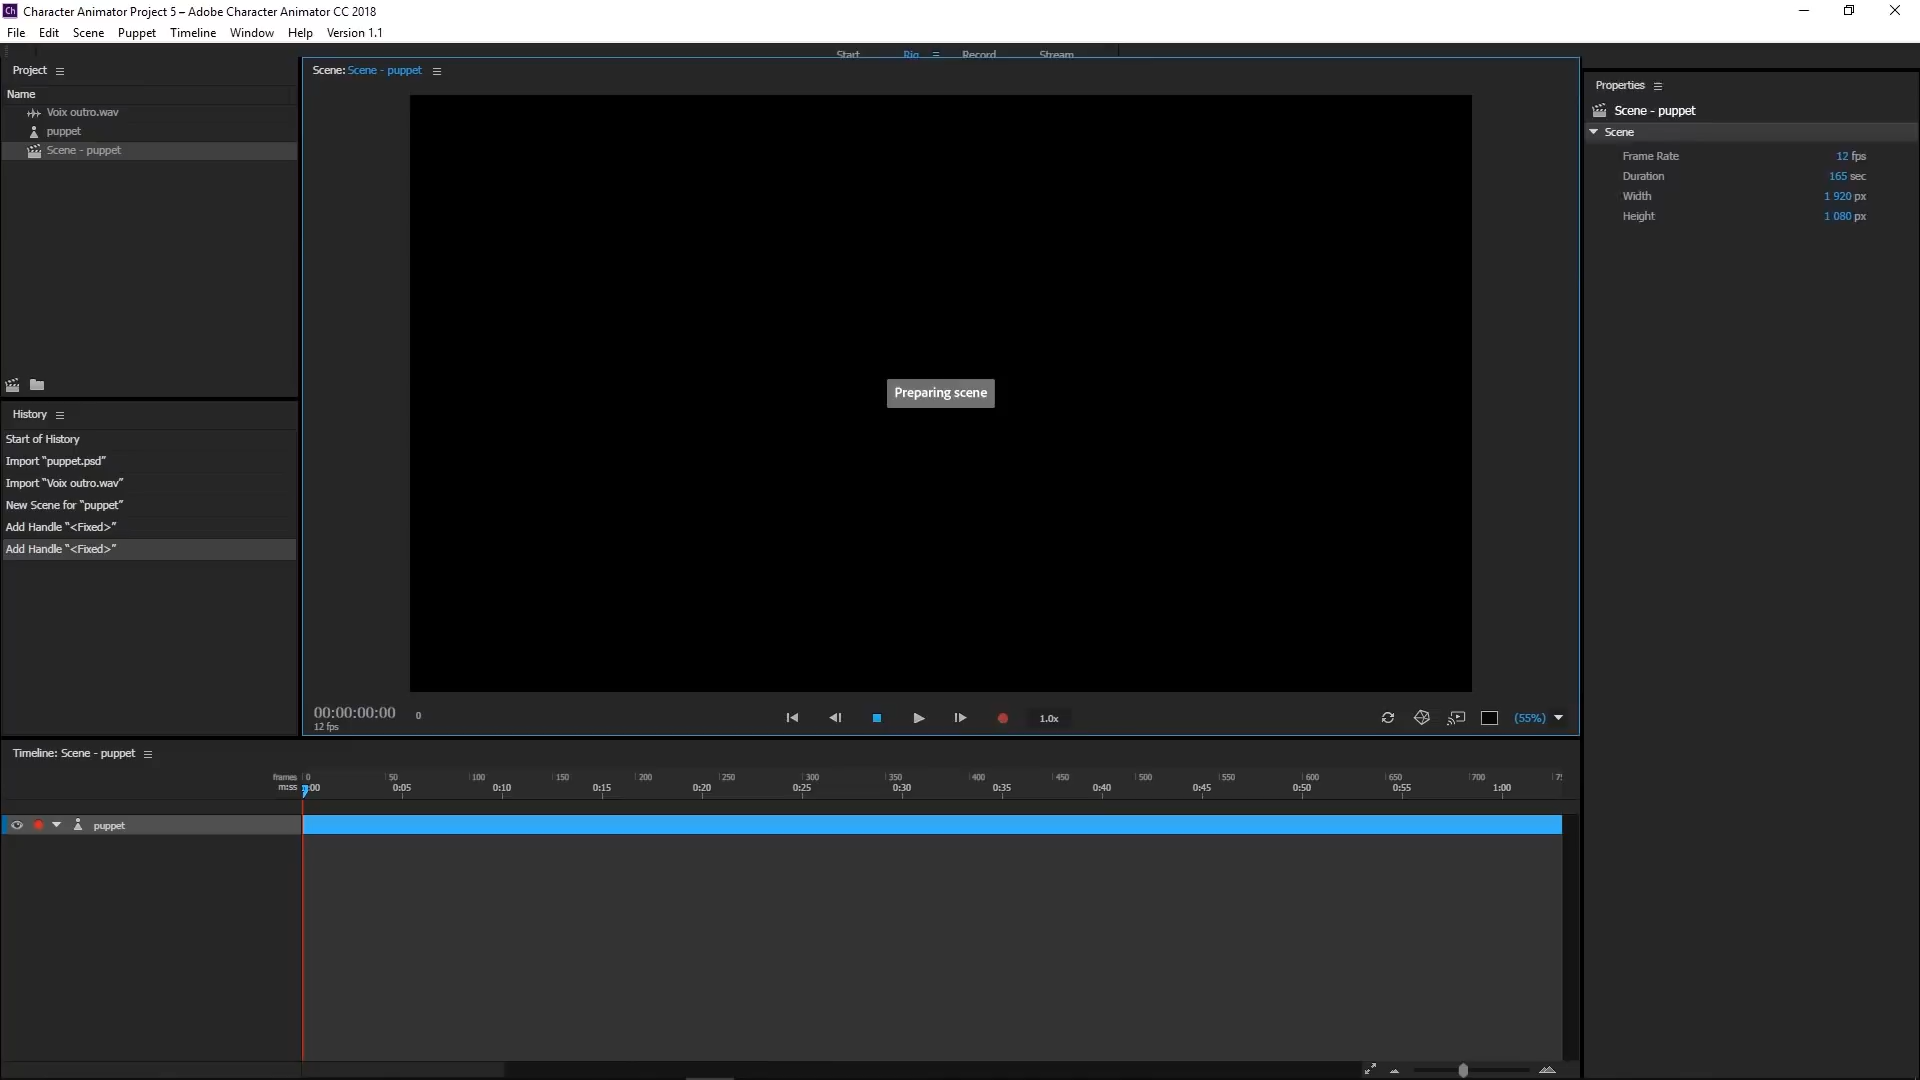 Ch Character Animator Project 5 – Adobe Character Animator CC 2018
File Edit Scene Puppet Timeline Window Help Version 1.1
Start Rig Record Stream
Project
Name
Voix outro.wav
puppet
Scene - puppet
History
Start of History
Import “puppet.psd”
Import “Voix outro.wav”
New Scene for “puppet”
Add Handle “<Fixed>”
Add Handle “<Fixed>”
Scene: Scene - puppet
Preparing scene
00:00:00:00 0
12 fps
1.0x
(55%)
Properties
Scene - puppet
Scene
Frame Rate 12 fps
Duration 165 sec
Width 1 920 px
Height 1 080 px
Timeline: Scene - puppet
frames 0 50 100 150 200 250 300 350 400 450 500 550 600 650 700
m:ss 0:05 0:10 0:15 0:20 0:25 0:30 0:35 0:40 0:45 0:50 0:55 1:00
puppet